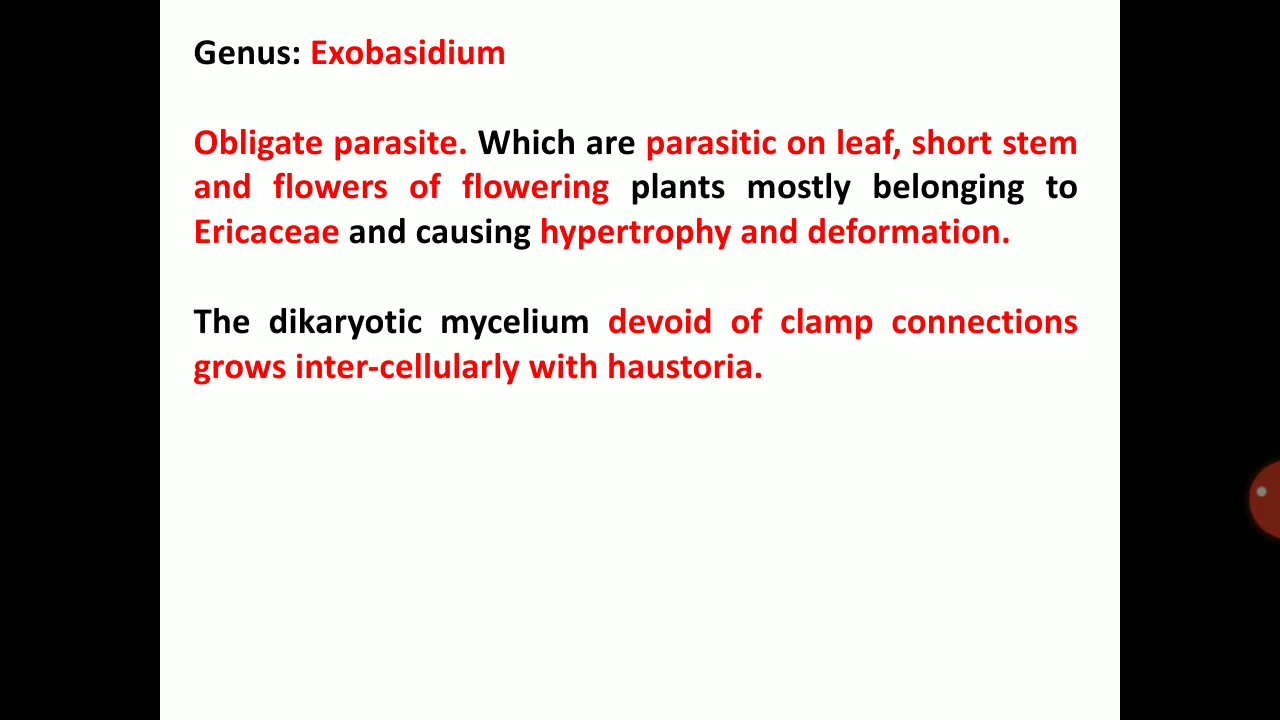 Genus: Exobasidium
Obligate parasite. Which are parasitic on leaf, short stem
and flowers of flowering plants mostly belonging to
Ericaceae and causing hypertrophy and deformation.
The dikaryotic mycelium devoid of clamp connections
grows inter-cellularly with haustoria.